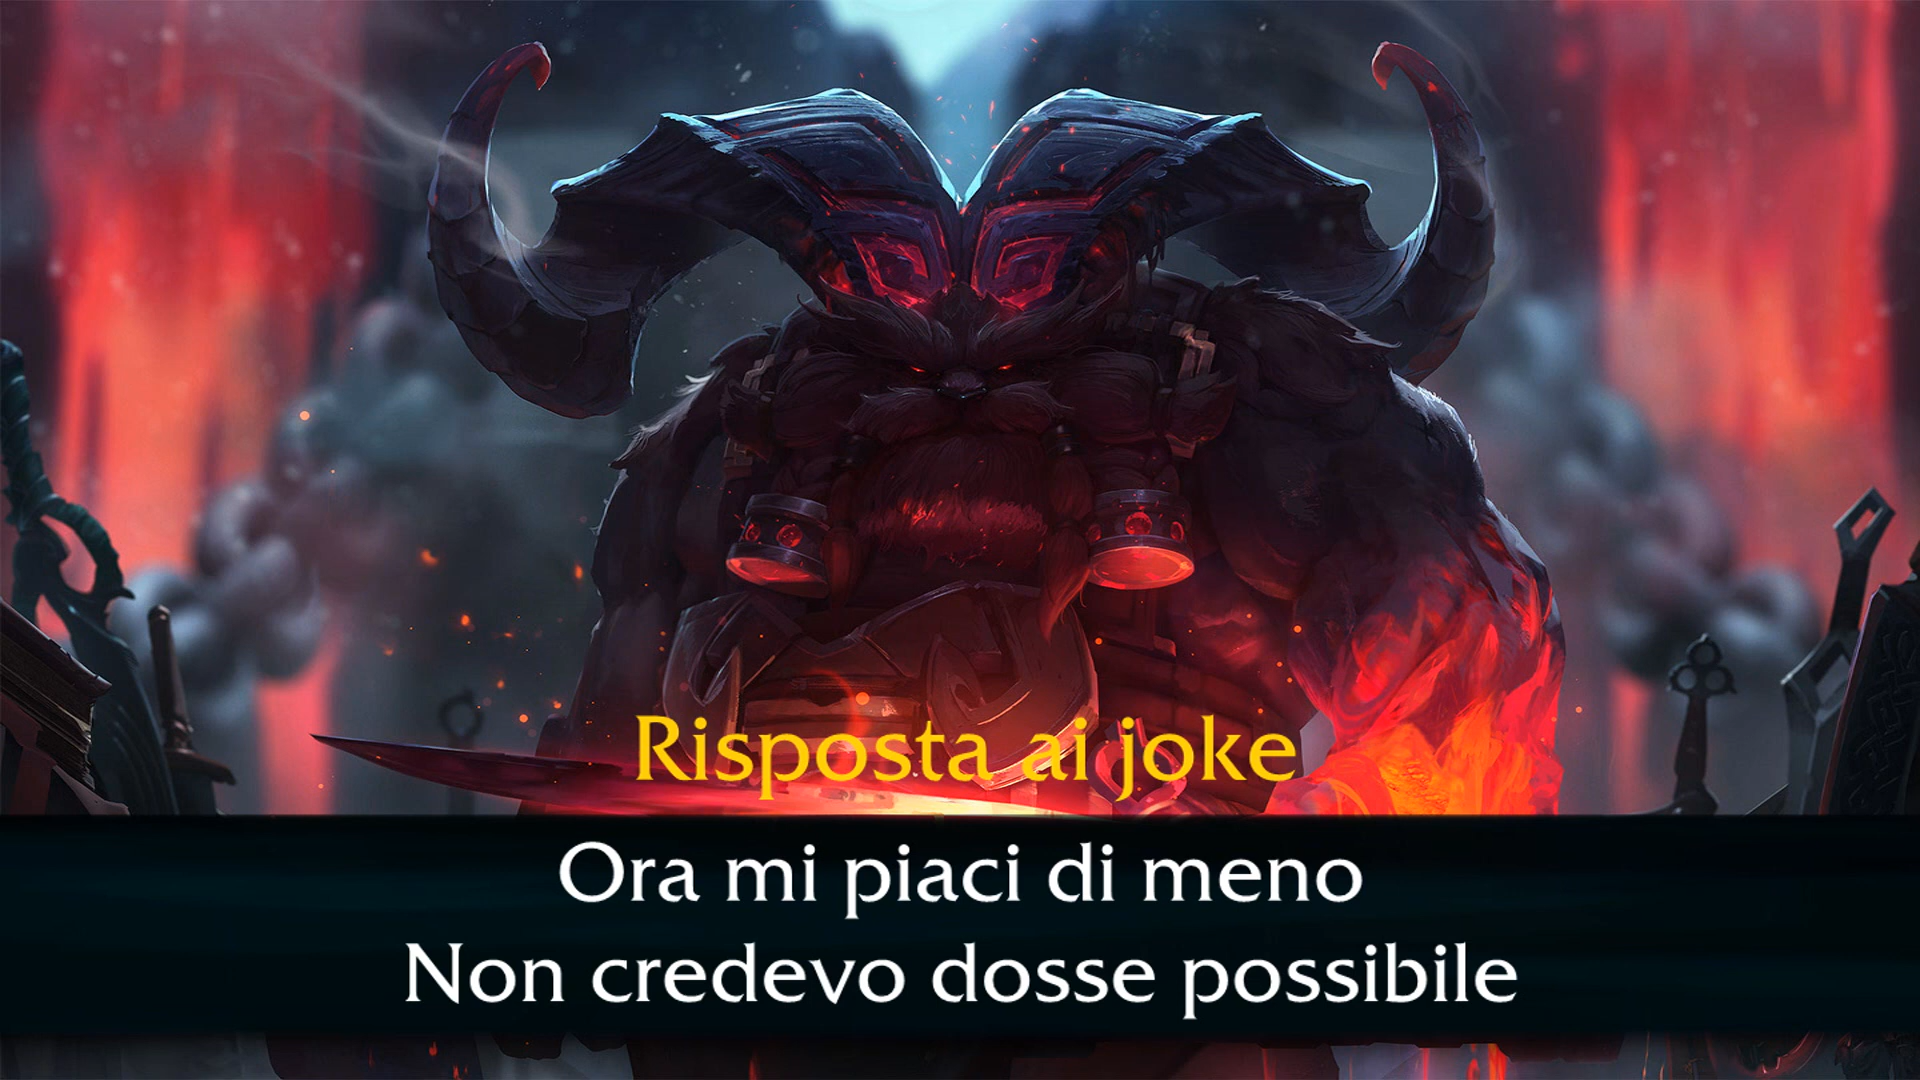 Risposta ai joke
Ora mi piaci di meno
Non credevo dosse possibile